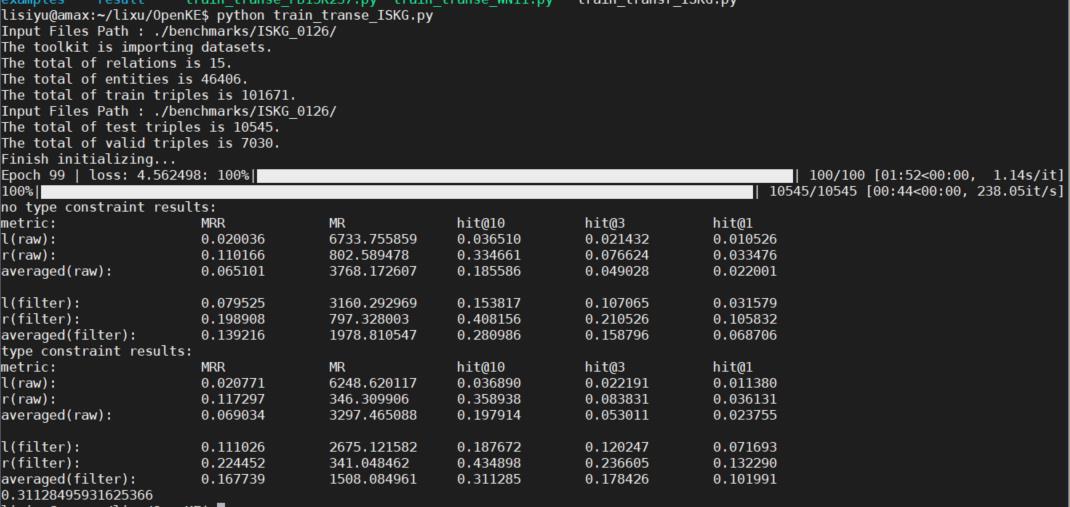 examples result train_transe_FB15K237.py train_transe_WN11.py train_transr_ISKG.py
lisiyu@amax:~/lixu/OpenKE$ python train_transe_ISKG.py
Input Files Path : ./benchmarks/ISKG_0126/
The toolkit is importing datasets.
The total of relations is 15.
The total of entities is 46406.
The total of train triples is 101671.
Input Files Path : ./benchmarks/ISKG_0126/
The total of test triples is 10545.
The total of valid triples is 7030.
Finish initializing...
Epoch 99 | loss: 4.562498: 100%| | 100/100 [01:52<00:00, 1.14s/it]
100%| | 10545/10545 [00:44<00:00, 238.05it/s]
no type constraint results:
metric: MRR MR hit@10 hit@3 hit@1
l(raw): 0.020036 6733.755859 0.036510 0.021432 0.010526
r(raw): 0.110166 802.589478 0.334661 0.076624 0.033476
averaged(raw): 0.065101 3768.172607 0.185586 0.049028 0.022001
l(filter): 0.079525 3160.292969 0.153817 0.107065 0.031579
r(filter): 0.198908 797.328003 0.408156 0.210526 0.105832
averaged(filter): 0.139216 1978.810547 0.280986 0.158796 0.068706
type constraint results:
metric: MRR MR hit@10 hit@3 hit@1
l(raw): 0.020771 6248.620117 0.036890 0.022191 0.011380
r(raw): 0.117297 346.309906 0.358938 0.083831 0.036131
averaged(raw): 0.069034 3297.465088 0.197914 0.053011 0.023755
l(filter): 0.111026 2675.121582 0.187672 0.120247 0.071693
r(filter): 0.224452 341.048462 0.434898 0.236605 0.132290
averaged(filter): 0.167739 1508.084961 0.311285 0.178426 0.101991
0.31128495931625366